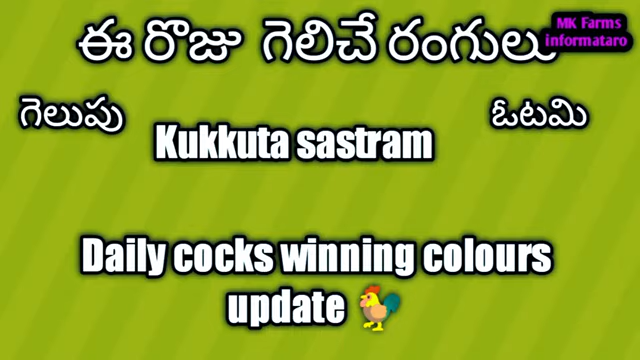 ఈ రొజు గెలిచే రంగులు
MK Farms
informataro
గెలుపు
ఓటమి
Kukkuta sastram
Daily cocks winning colours
update 🐓